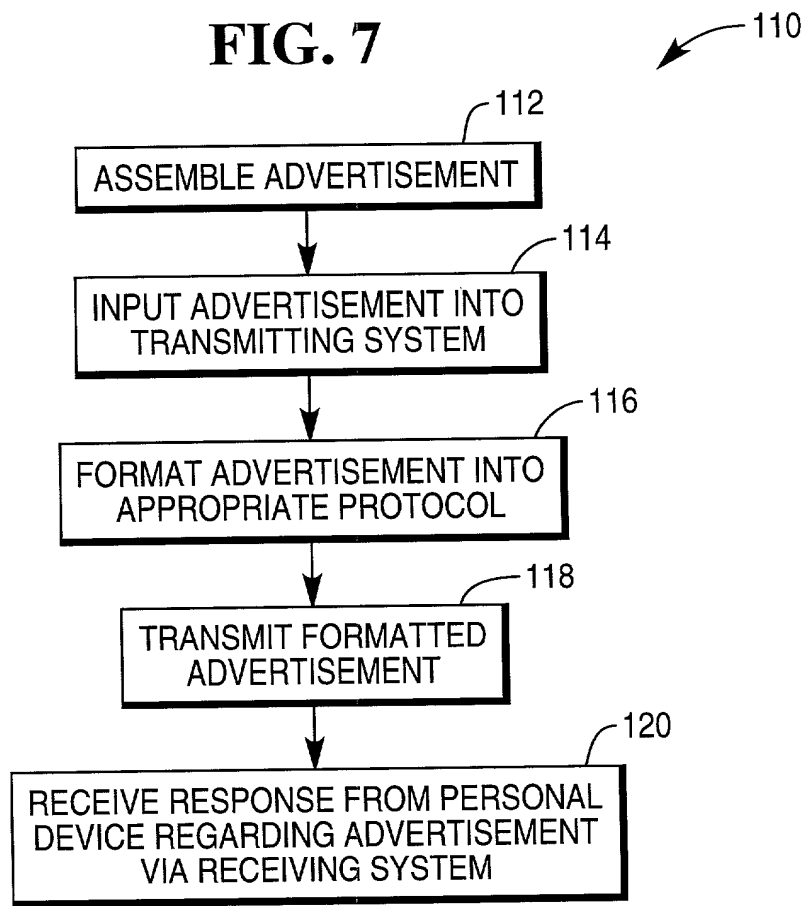 FIG. 7
110
112
ASSEMBLE ADVERTISEMENT
114
INPUT ADVERTISEMENT INTO
TRANSMITTING SYSTEM
116
FORMAT ADVERTISEMENT INTO
APPROPRIATE PROTOCOL
118
TRANSMIT FORMATTED
ADVERTISEMENT
120
RECEIVE RESPONSE FROM PERSONAL
DEVICE REGARDING ADVERTISEMENT
VIA RECEIVING SYSTEM